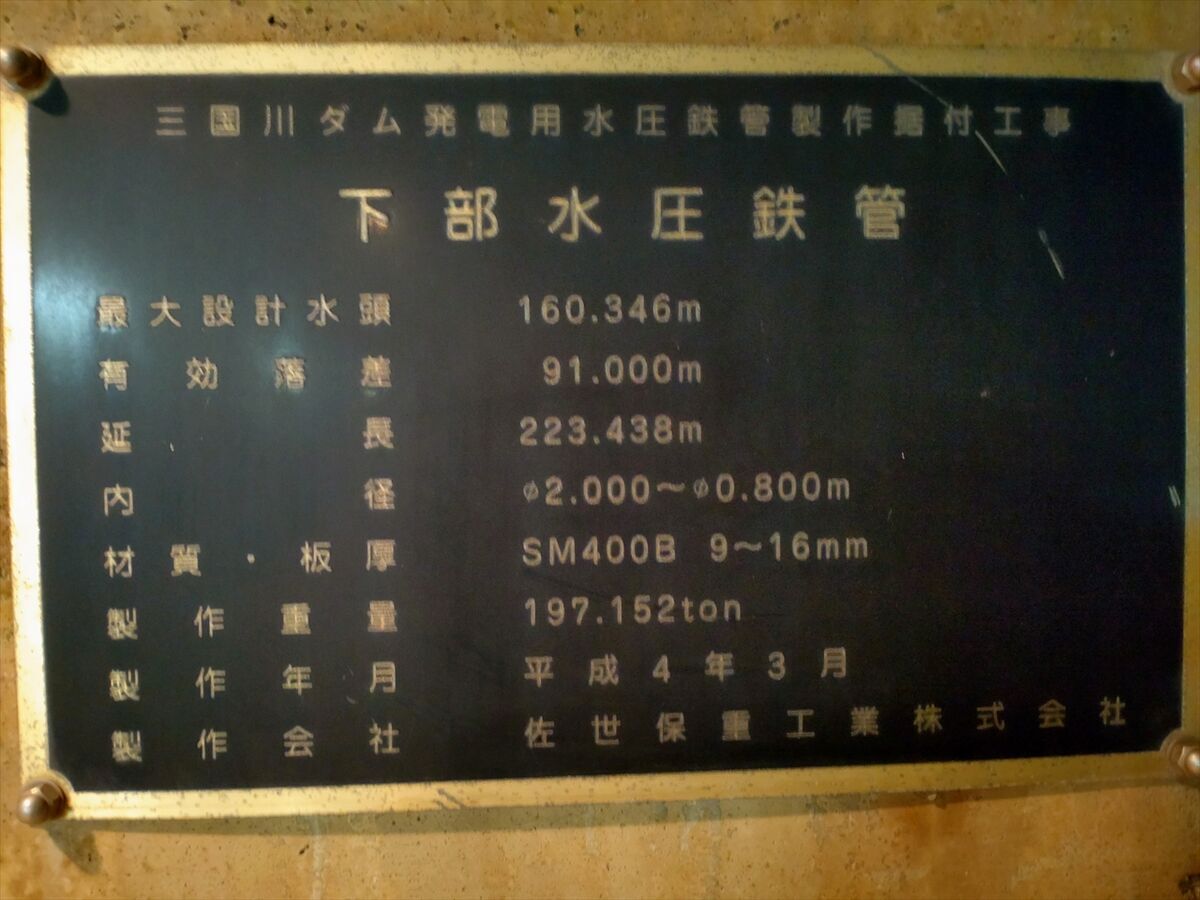 三国川ダム発電用水圧鉄管製作据付工事
下部水圧鉄管
最大設計水頭 160.346m
有効落差 91.000m
延長 223.438m
内径 φ2.000～φ0.800m
材質・板厚 SM400B 9～16mm
製作重量 197.152ton
製作年月 平成4年3月
製作会社 佐世保重工業株式会社